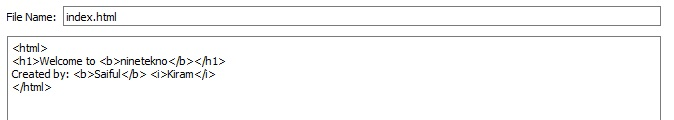 File Name: index.html
<html>
<h1>Welcome to <b>ninetekno</b></h1>
Created by: <b>Saiful</b> <i>Kiram</i>
</html>